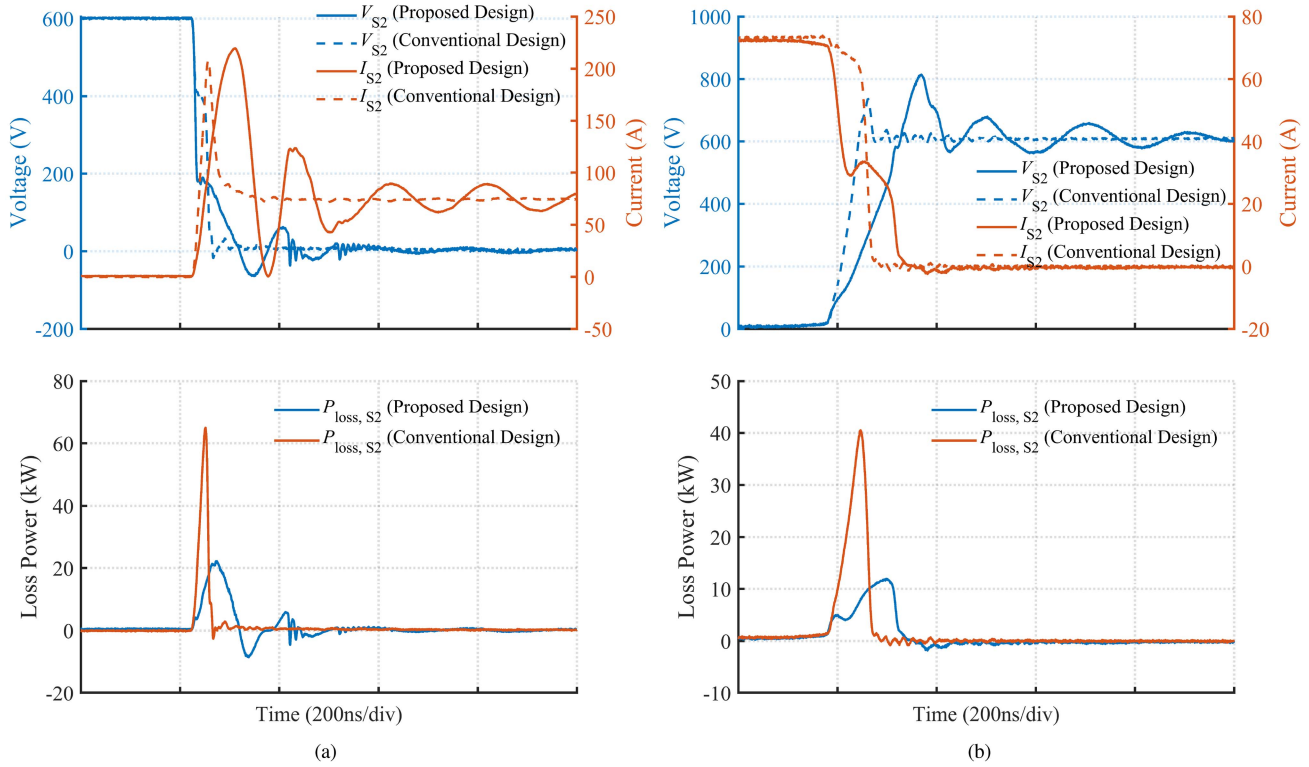 V_S2 (Proposed Design)
V_S2 (Conventional Design)
I_S2 (Proposed Design)
I_S2 (Conventional Design)
600
400
200
0
-200
Voltage (V)
250
200
150
100
50
0
-50
Current (A)
80
60
40
20
0
-20
Loss Power (kW)
P_loss, S2 (Proposed Design)
P_loss, S2 (Conventional Design)
Time (200ns/div)
(a)
1000
800
600
400
200
0
Voltage (V)
80
60
40
20
0
-20
Current (A)
V_S2 (Proposed Design)
V_S2 (Conventional Design)
I_S2 (Proposed Design)
I_S2 (Conventional Design)
50
40
30
20
10
0
-10
Loss Power (kW)
P_loss, S2 (Proposed Design)
P_loss, S2 (Conventional Design)
Time (200ns/div)
(b)